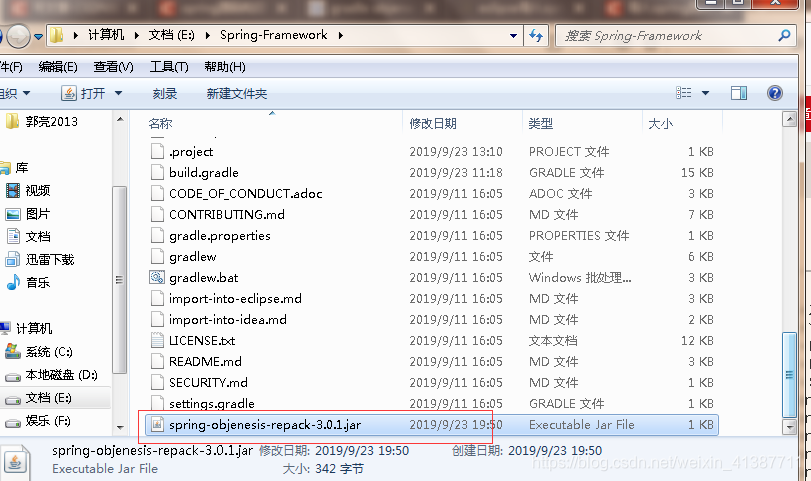 计算机 ▸ 文档 (E:) ▸ Spring-Framework ▸ 搜索 Spring-Framework
件(F) 编辑(E) 查看(V) 工具(T) 帮助(H)
组织 打开 刻录 新建文件夹
名称 修改日期 类型 大小
郭亮2013
库
视频
图片
文档
迅雷下载
音乐
计算机
系统 (C:)
本地磁盘 (D:)
文档 (E:)
娱乐 (F:)
.project 2019/9/23 13:10 PROJECT 文件 1 KB
build.gradle 2019/9/23 11:18 GRADLE 文件 15 KB
CODE_OF_CONDUCT.adoc 2019/9/11 16:05 ADOC 文件 3 KB
CONTRIBUTING.md 2019/9/11 16:05 MD 文件 7 KB
gradle.properties 2019/9/11 16:05 PROPERTIES 文件 1 KB
gradlew 2019/9/11 16:05 文件 6 KB
gradlew.bat 2019/9/11 16:05 Windows 批处理... 3 KB
import-into-eclipse.md 2019/9/11 16:05 MD 文件 3 KB
import-into-idea.md 2019/9/11 16:05 MD 文件 2 KB
LICENSE.txt 2019/9/11 16:05 文本文档 12 KB
README.md 2019/9/11 16:05 MD 文件 3 KB
SECURITY.md 2019/9/11 16:05 MD 文件 1 KB
settings.gradle 2019/9/11 16:05 GRADLE 文件 1 KB
spring-objenesis-repack-3.0.1.jar 2019/9/23 19:50 Executable Jar File 1 KB
spring-objenesis-repack-3.0.1.jar 修改日期: 2019/9/23 19:50 创建日期: 2019/9/23 19:50
Executable Jar File 大小: 342 字节
https://blog.csdn.net/weixin_41387711